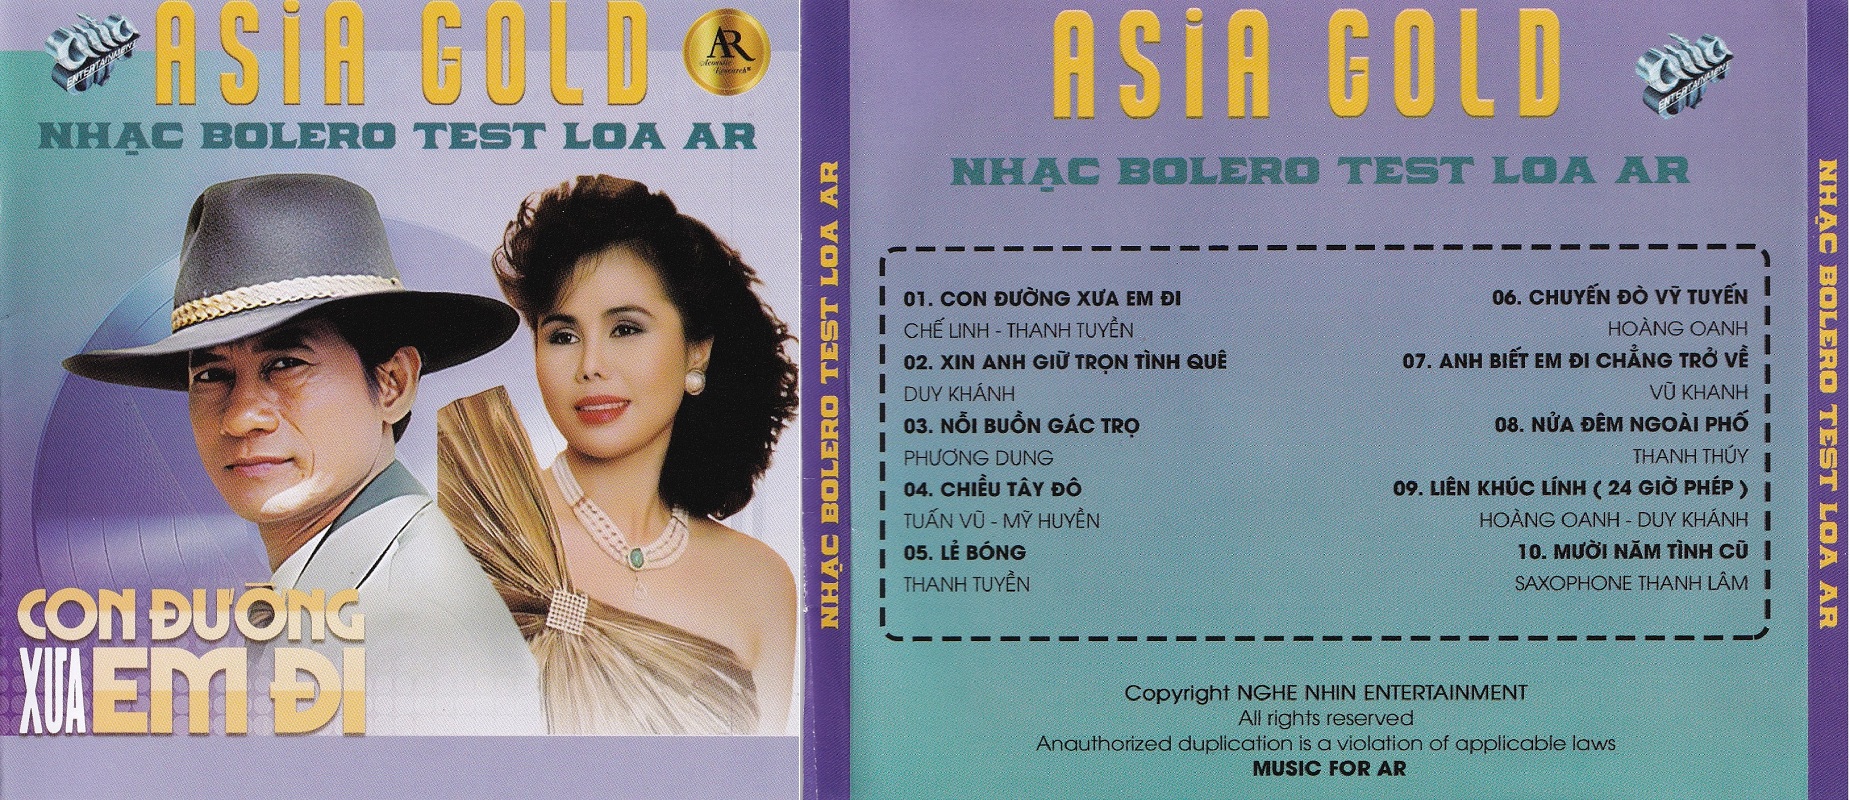 asia
ENTERTAINMENT
ASiA GOLD
AR
Acoustic
Research®
NHẠC BOLERO TEST LOA AR
CON ĐƯỜNG
XƯA EM ĐI
NHẠC BOLERO TEST LOA AR
ASiA GOLD
asia
ENTERTAINMENT
NHẠC BOLERO TEST LOA AR
01. CON ĐƯỜNG XƯA EM ĐI
CHẾ LINH - THANH TUYỀN
02. XIN ANH GIỮ TRỌN TÌNH QUÊ
DUY KHÁNH
03. NỖI BUỒN GÁC TRỌ
PHƯƠNG DUNG
04. CHIỀU TÂY ĐÔ
TUẤN VŨ - MỸ HUYỀN
05. LẺ BÓNG
THANH TUYỀN
06. CHUYẾN ĐÒ VỸ TUYẾN
HOÀNG OANH
07. ANH BIẾT EM ĐI CHẲNG TRỞ VỀ
VŨ KHANH
08. NỬA ĐÊM NGOÀI PHỐ
THANH THÚY
09. LIÊN KHÚC LÍNH ( 24 GIỜ PHÉP )
HOÀNG OANH - DUY KHÁNH
10. MƯỜI NĂM TÌNH CŨ
SAXOPHONE THANH LÂM
Copyright NGHE NHIN ENTERTAINMENT
All rights reserved
Anauthorized duplication is a violation of applicable laws
MUSIC FOR AR
NHẠC BOLERO TEST LOA AR